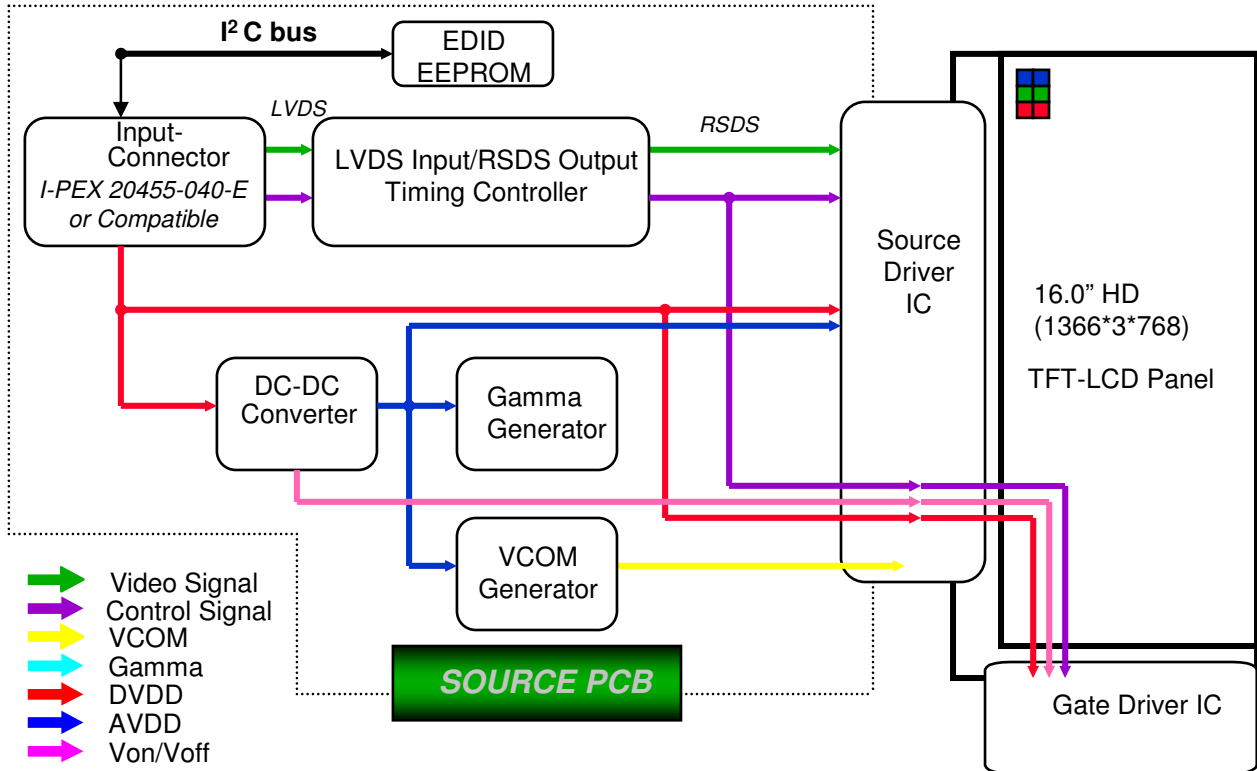 I² C bus
EDID
EEPROM
LVDS
RSDS
Input-
Connector
I-PEX 20455-040-E
or Compatible
LVDS Input/RSDS Output
Timing Controller
Source
Driver
IC
16.0” HD
(1366*3*768)
TFT-LCD Panel
DC-DC
Converter
Gamma
Generator
VCOM
Generator
Video Signal
Control Signal
VCOM
Gamma
DVDD
AVDD
Von/Voff
SOURCE PCB
Gate Driver IC